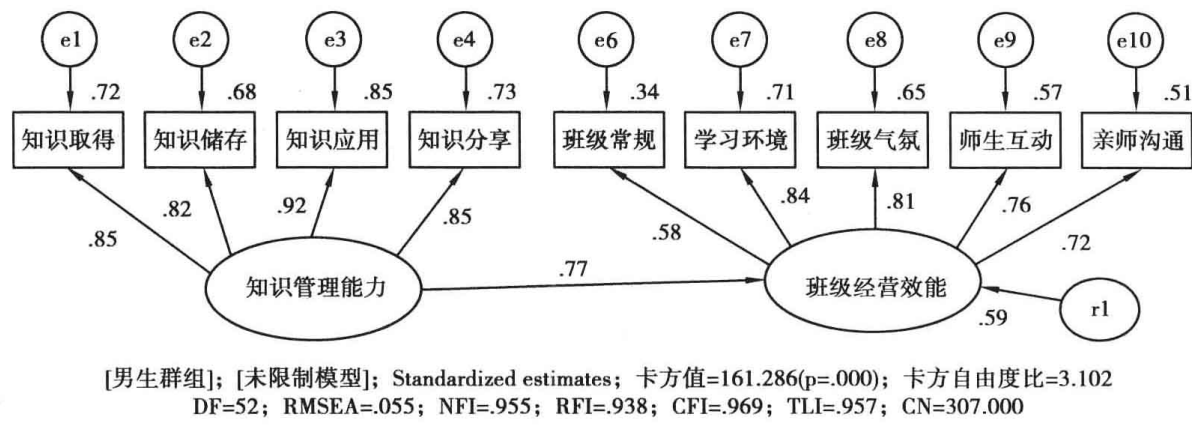 e1 e2 e3 e4 e6 e7 e8 e9 e10
.72 .68 .85 .73 .34 .71 .65 .57 .51
知识取得 知识储存 知识应用 知识分享 班级常规 学习环境 班级气氛 师生互动 亲师沟通
.85 .82 .92 .85 .58 .84 .81 .76 .72
知识管理能力 .77 班级经营效能 .59 r1
[男生群组]；[未限制模型]；Standardized estimates；卡方值=161.286(p=.000)；卡方自由度比=3.102
DF=52；RMSEA=.055；NFI=.955；RFI=.938；CFI=.969；TLI=.957；CN=307.000